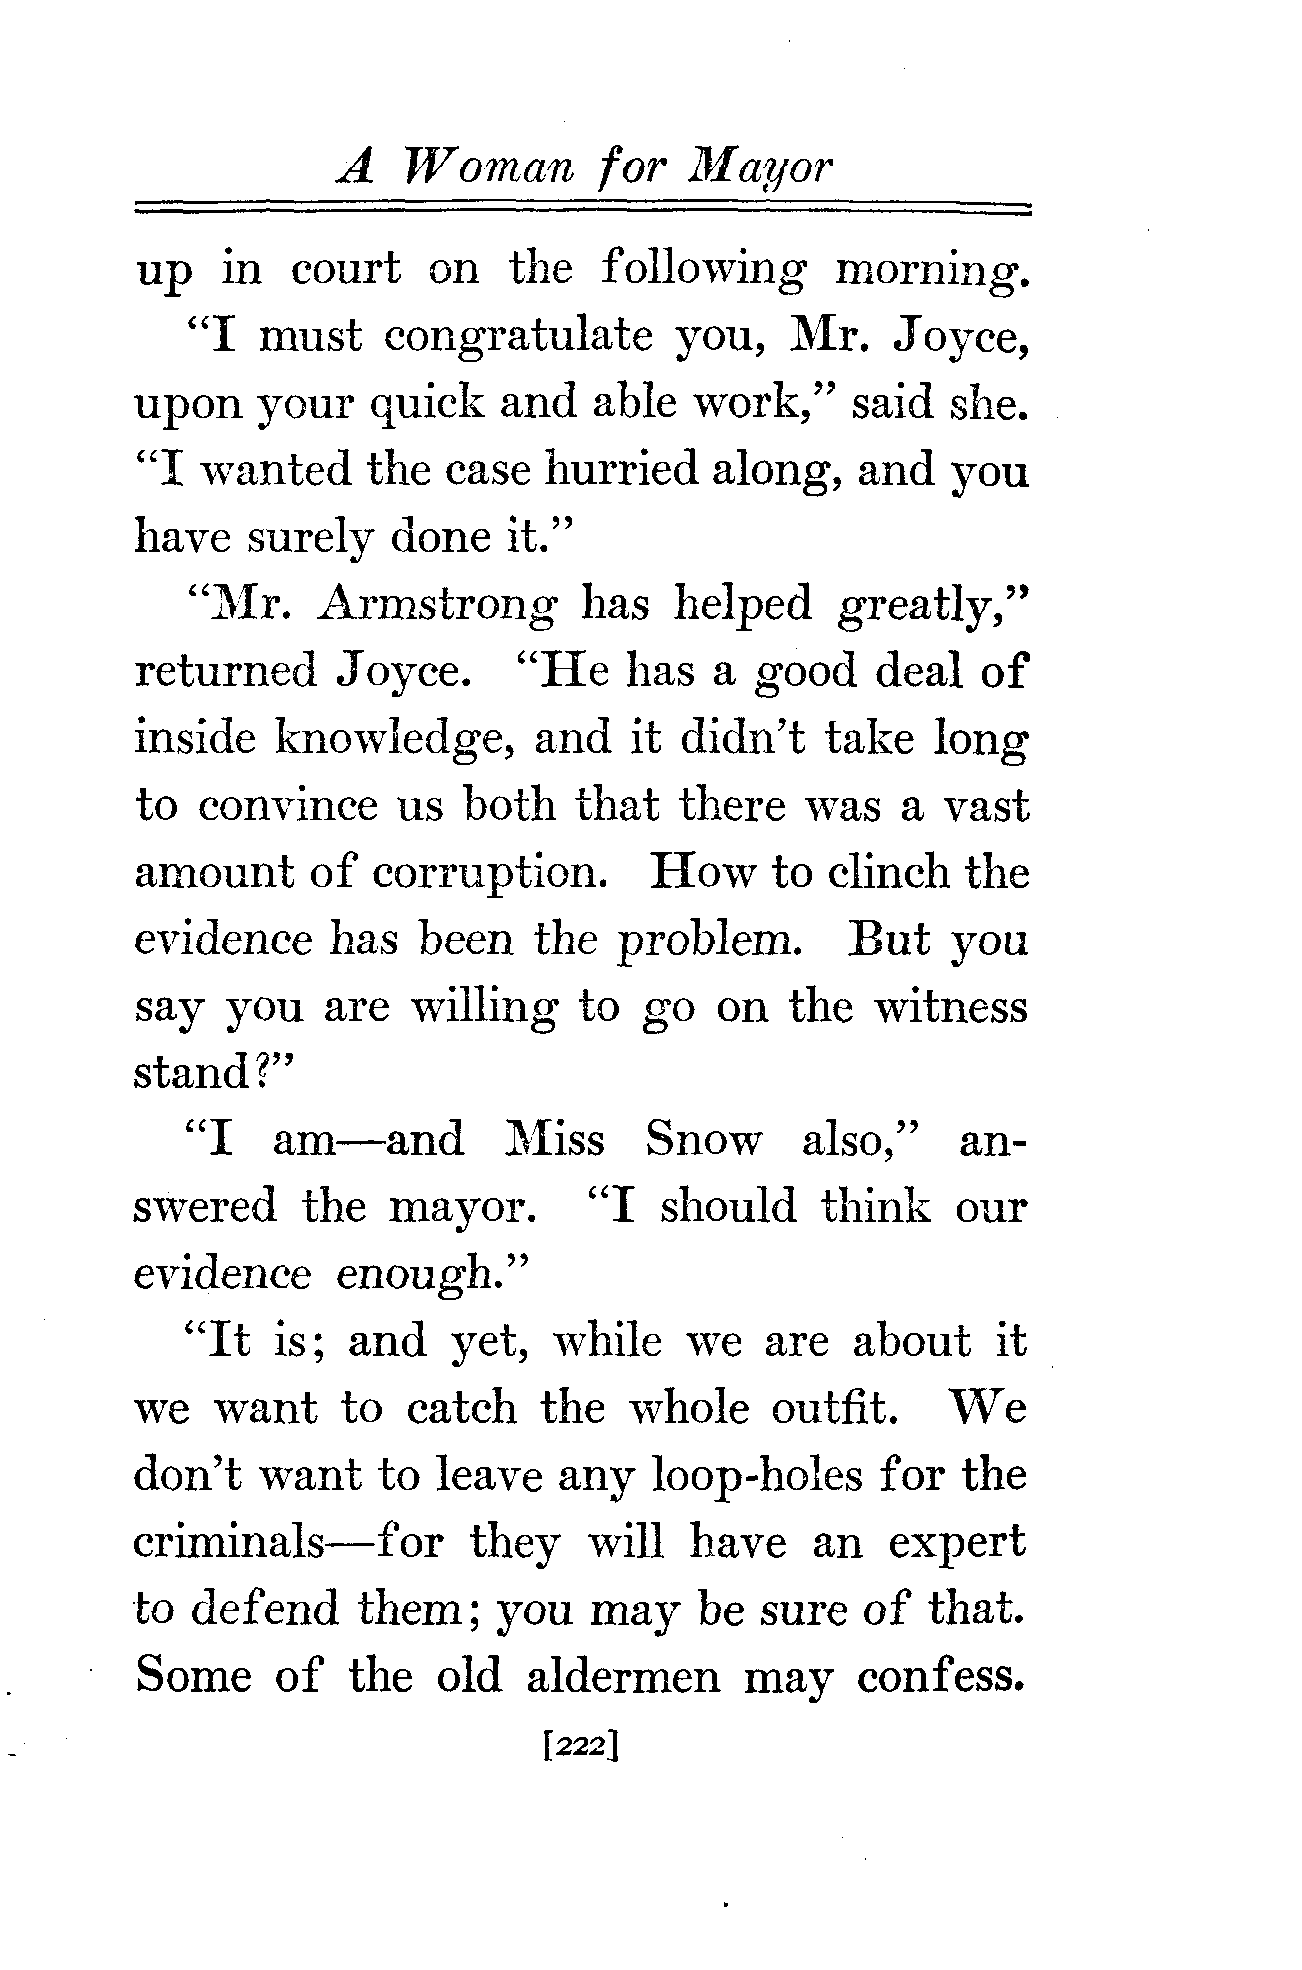 A Woman for Mayor
up in court on the following morning.
“I must congratulate you, Mr. Joyce,
upon your quick and able work,” said she.
“I wanted the case hurried along, and you
have surely done it.”
“Mr. Armstrong has helped greatly,”
returned Joyce. “He has a good deal of
inside knowledge, and it didn’t take long
to convince us both that there was a vast
amount of corruption. How to clinch the
evidence has been the problem. But you
say you are willing to go on the witness
stand?”
“I am—and Miss Snow also,” an-
swered the mayor. “I should think our
evidence enough.”
“It is; and yet, while we are about it
we want to catch the whole outfit. We
don’t want to leave any loop-holes for the
criminals—for they will have an expert
to defend them; you may be sure of that.
Some of the old aldermen may confess.
[222]